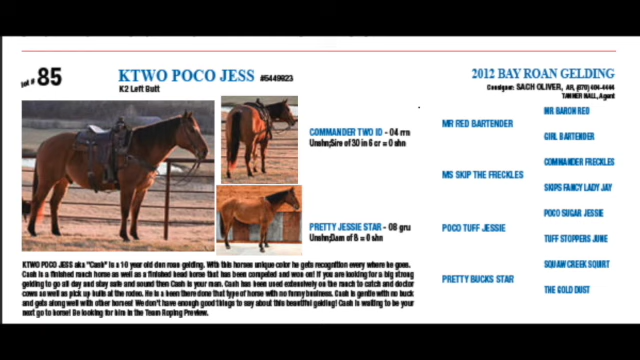 Lot # 85
KTWO POCO JESS #5449923
K2 Left Butt
2012 BAY ROAN GELDING
Consignor: SACH OLIVER, AR, (870) 404-4444
TANNER HALL, Agent
COMMANDER TWO ID - 04 rrn
Unshn;Sire of 30 in 6 cr = 0 shn
PRETTY JESSIE STAR - 08 gru
Unshn;Dam of 8 = 0 shn
MR RED BARTENDER
MS SKIP THE FRECKLES
POCO TUFF JESSIE
PRETTY BUCKS STAR
MR BARON RED
GIRL BARTENDER
COMMANDER FRECKLES
SKIPS FANCY LADY JAY
POCO SUGAR JESSIE
TUFF STOPPERS JUNE
SQUAW CREEK SQUIRT
THE GOLD DUST
KTWO POCO JESS aka "Cash" is a 10 year old dun roan gelding. With this horses unique color he gets recognition every where he goes.
Cash is a finished ranch horse as well as a finished head horse that has been competed and won on! If you are looking for a big strong
gelding to go all day and stay safe and sound then Cash is your man. Cash has been used extensively on the ranch to catch and doctor
cows as well as pick up bulls at the rodeo. He is a been there done that type of horse with no funny business. Cash is gentle with no buck
and gets along well with other horses! We don't have enough good things to say about this beautiful gelding! Cash is waiting to be your
next go to horse! Be looking for him in the Team Roping Preview.